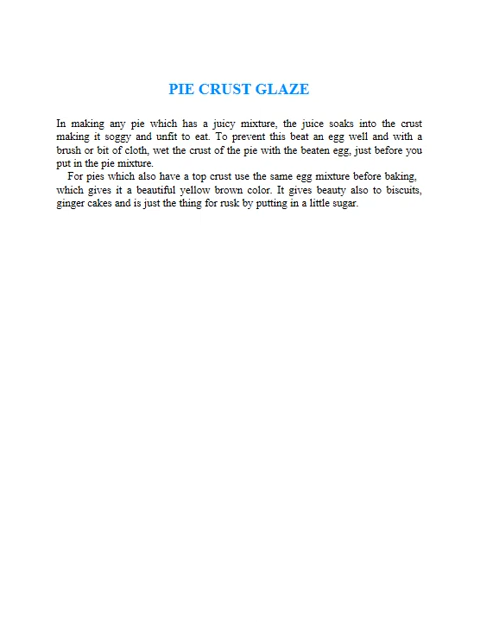 PIE CRUST GLAZE
In making any pie which has a juicy mixture, the juice soaks into the crust
making it soggy and unfit to eat. To prevent this beat an egg well and with a
brush or bit of cloth, wet the crust of the pie with the beaten egg, just before you
put in the pie mixture.
For pies which also have a top crust use the same egg mixture before baking,
which gives it a beautiful yellow brown color. It gives beauty also to biscuits,
ginger cakes and is just the thing for rusk by putting in a little sugar.